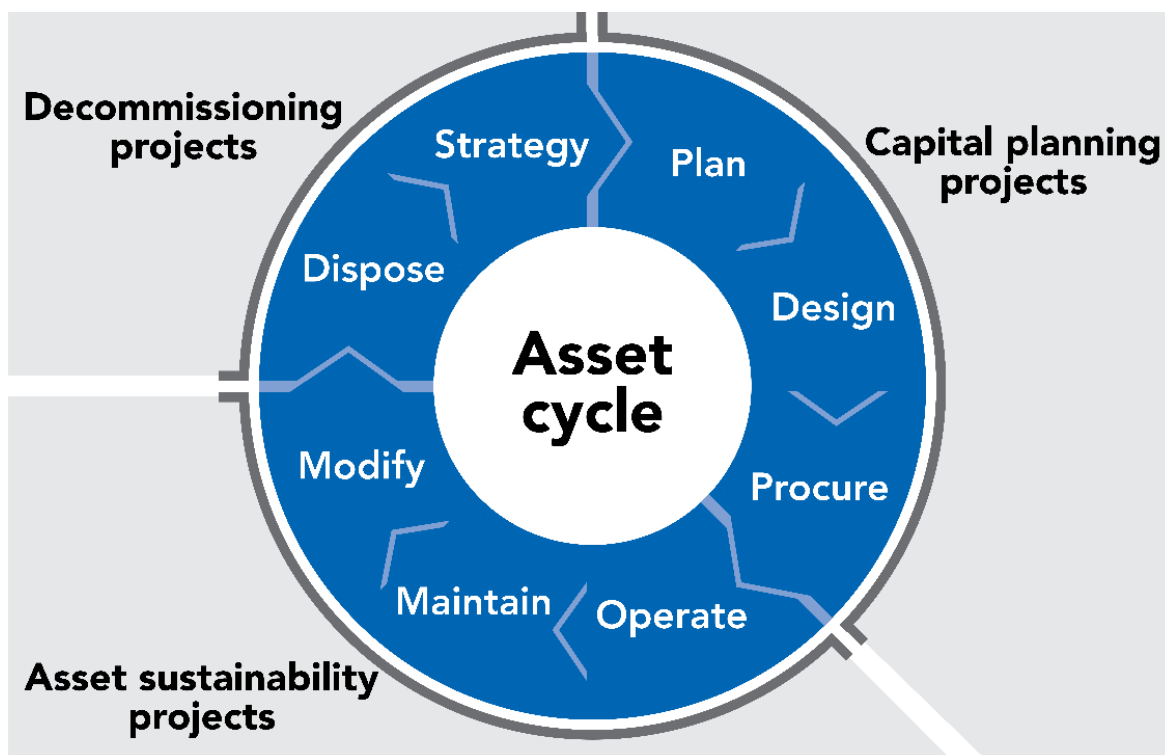 Decommissioning
projects
Capital planning
projects
Asset sustainability
projects
Asset
cycle
Strategy
Plan
Design
Procure
Operate
Maintain
Modify
Dispose